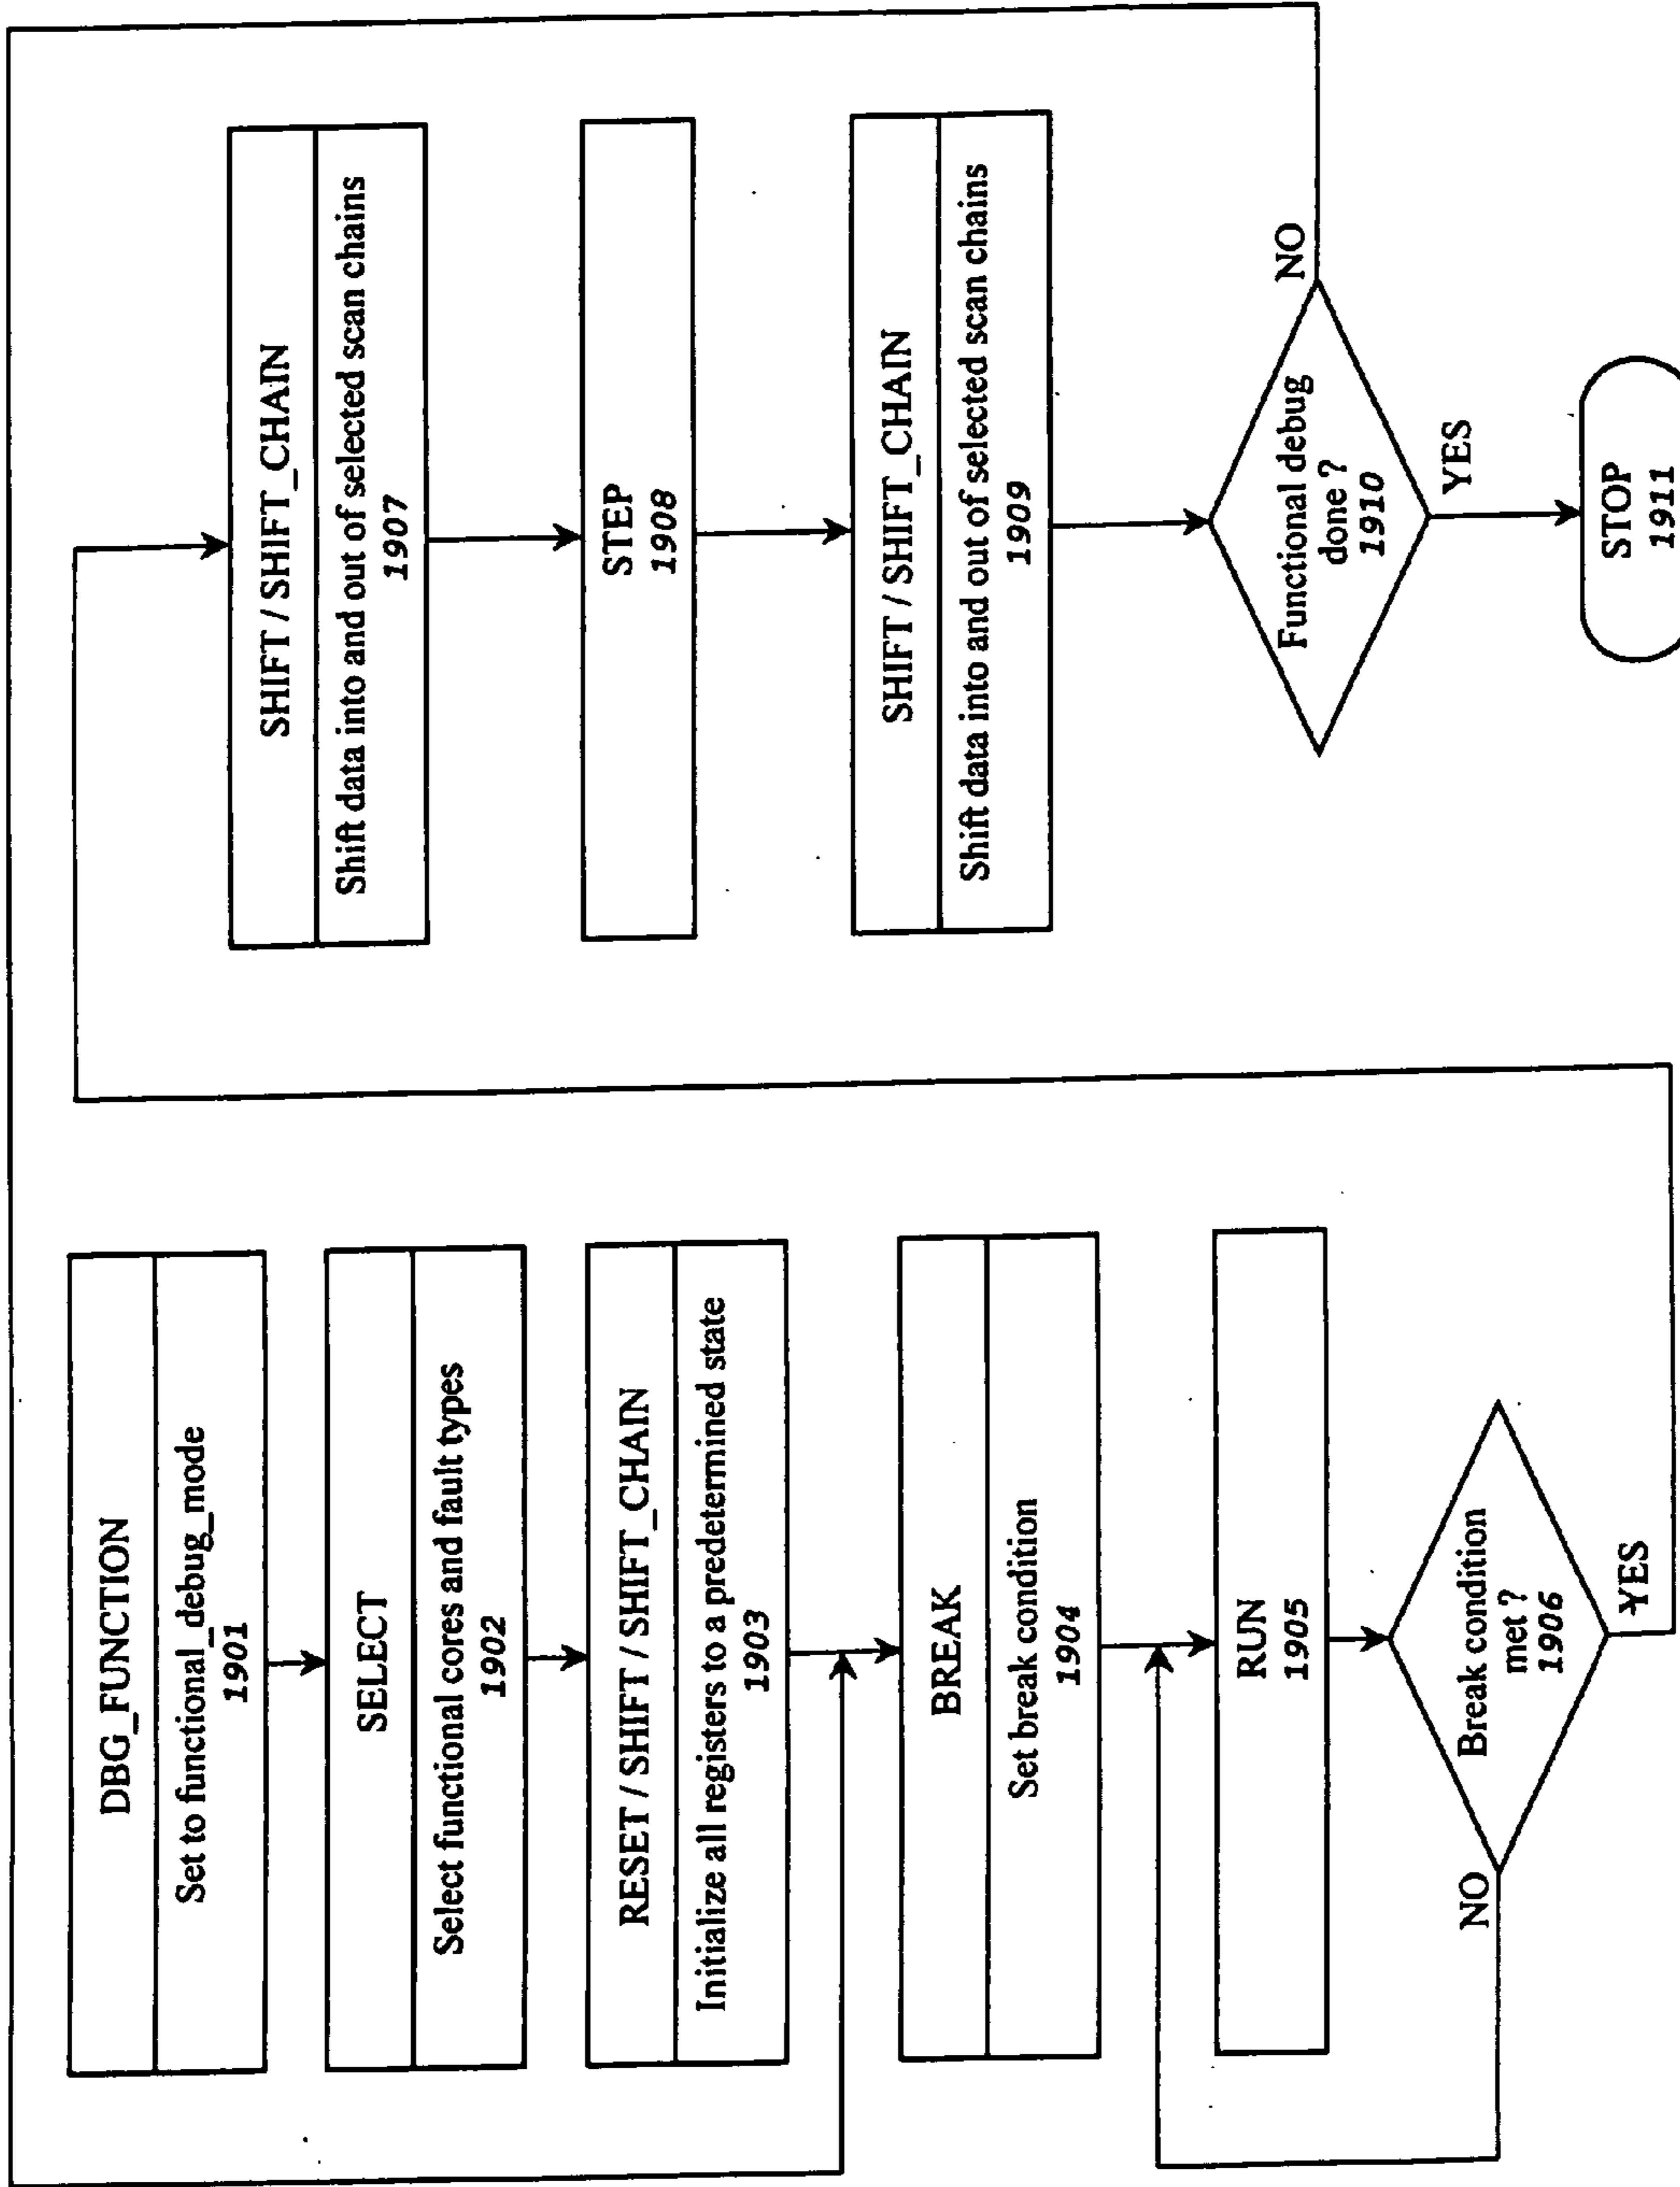 DBG_FUNCTION
Set to functional_debug_mode
1901
SELECT
Select functional cores and fault types
1902
RESET / SHIFT / SHIFT_CHAIN
Initialize all registers to a predetermined state
1903
BREAK
Set break condition
1904
RUN
1905
Break condition
met ?
1906
NO
YES
SHIFT / SHIFT_CHAIN
Shift data into and out of selected scan chains
1907
STEP
1908
SHIFT / SHIFT_CHAIN
Shift data into and out of selected scan chains
1909
Functional debug
done ?
1910
NO
YES
STOP
1911